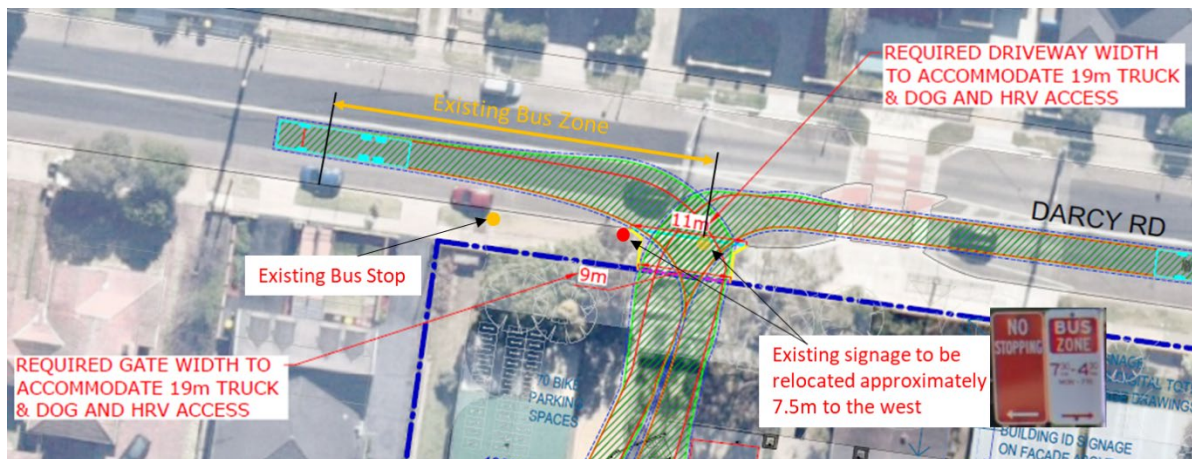 REQUIRED DRIVEWAY WIDTH
TO ACCOMMODATE 19m TRUCK
& DOG AND HRV ACCESS
Existing Bus Zone
11m
DARCY RD
Existing Bus Stop
9m
REQUIRED GATE WIDTH TO
ACCOMMODATE 19m TRUCK
& DOG AND HRV ACCESS
70 BIKE
PARKING
SPACES
Existing signage to be
relocated approximately
7.5m to the west
NO
STOPPING
BUS
ZONE
DRAWINGS
BUILDING ID SIGNAGE